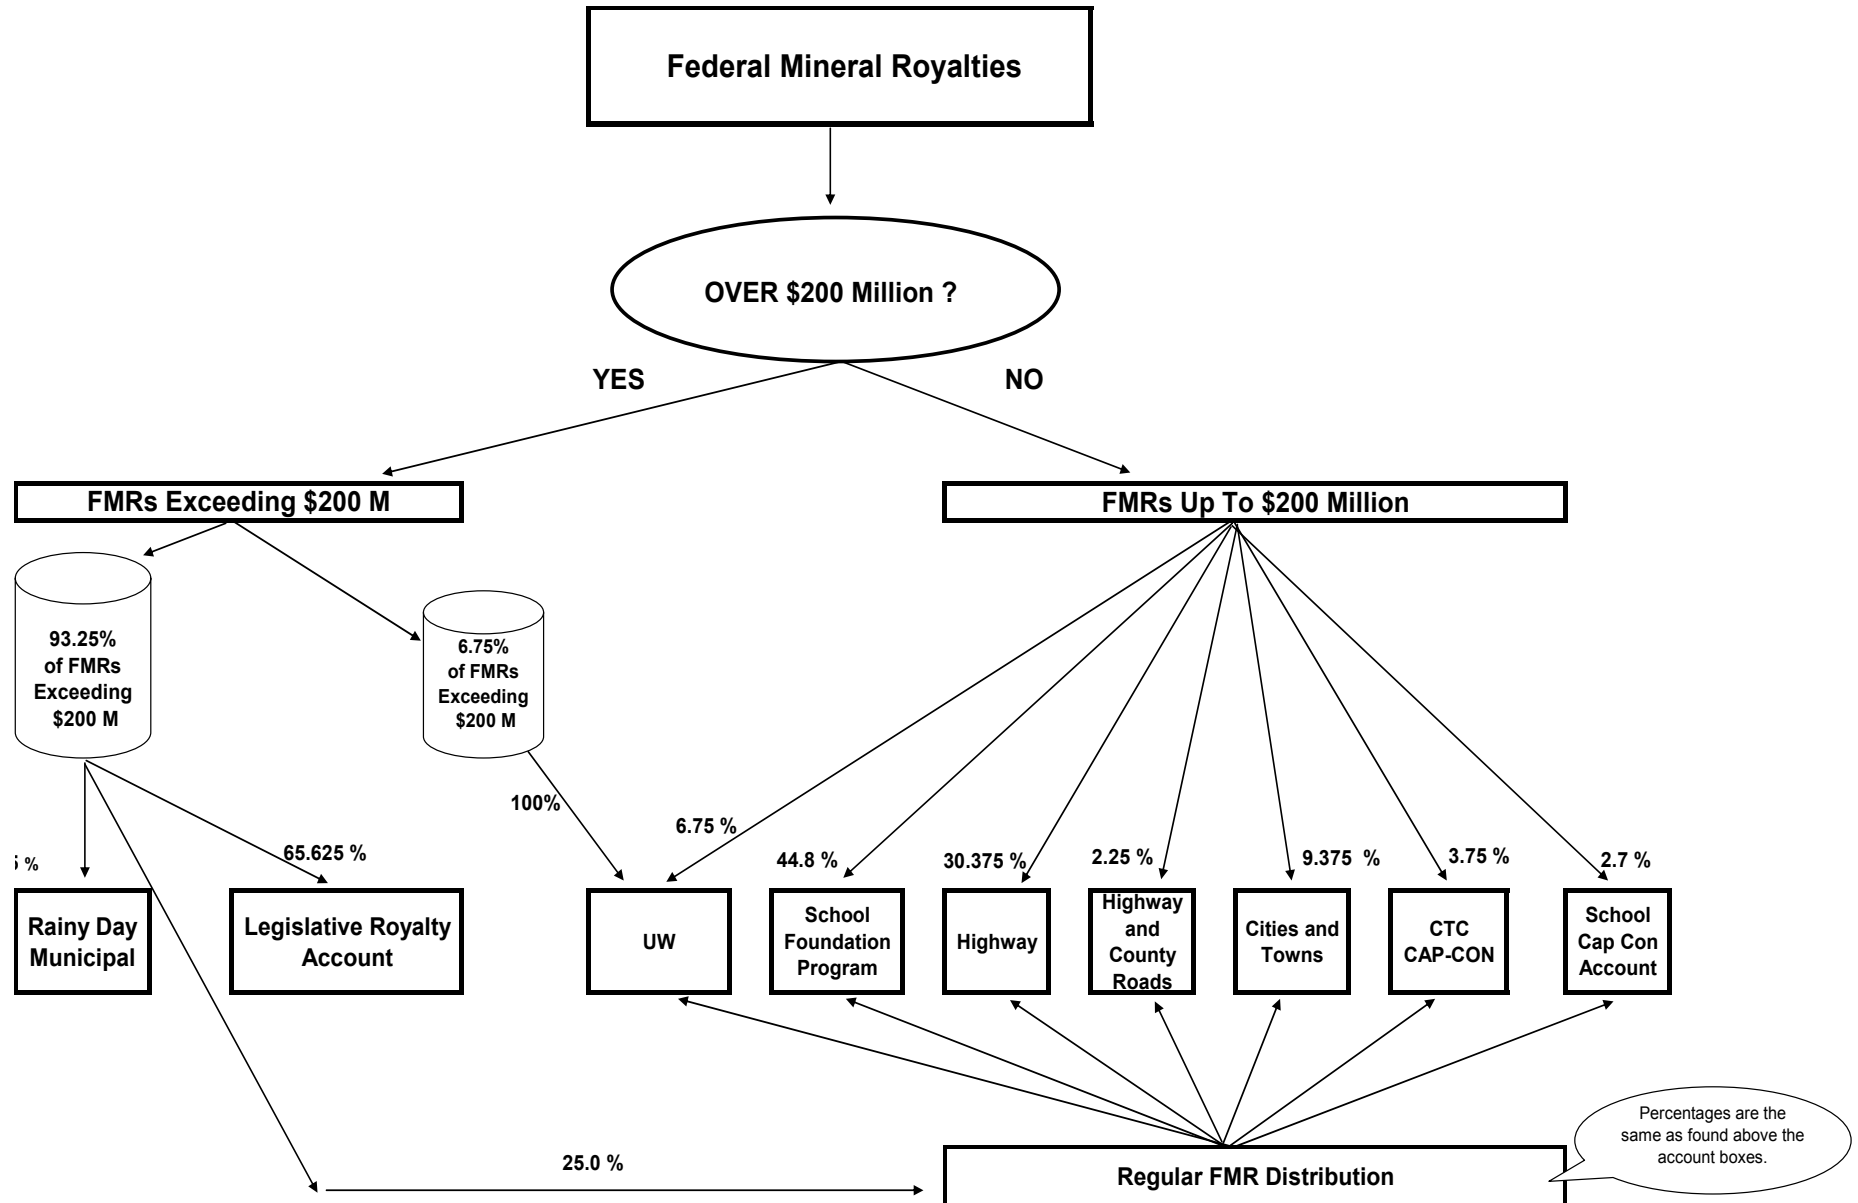 Federal Mineral Royalties
OVER $200 Million ?
YES
NO
FMRs Exceeding $200 M
FMRs Up To $200 Million
93.25%
of FMRs
Exceeding
$200 M
6.75%
of FMRs
Exceeding
$200 M
100%
6.75 %
%
65.625 %
44.8 %
30.375 %
2.25 %
9.375 %
3.75 %
2.7 %
Rainy Day
Municipal
Legislative Royalty
Account
UW
School
Foundation
Program
Highway
Highway
and
County
Roads
Cities and
Towns
CTC
CAP-CON
School
Cap Con
Account
25.0 %
Regular FMR Distribution
Percentages are the
same as found above the
account boxes.